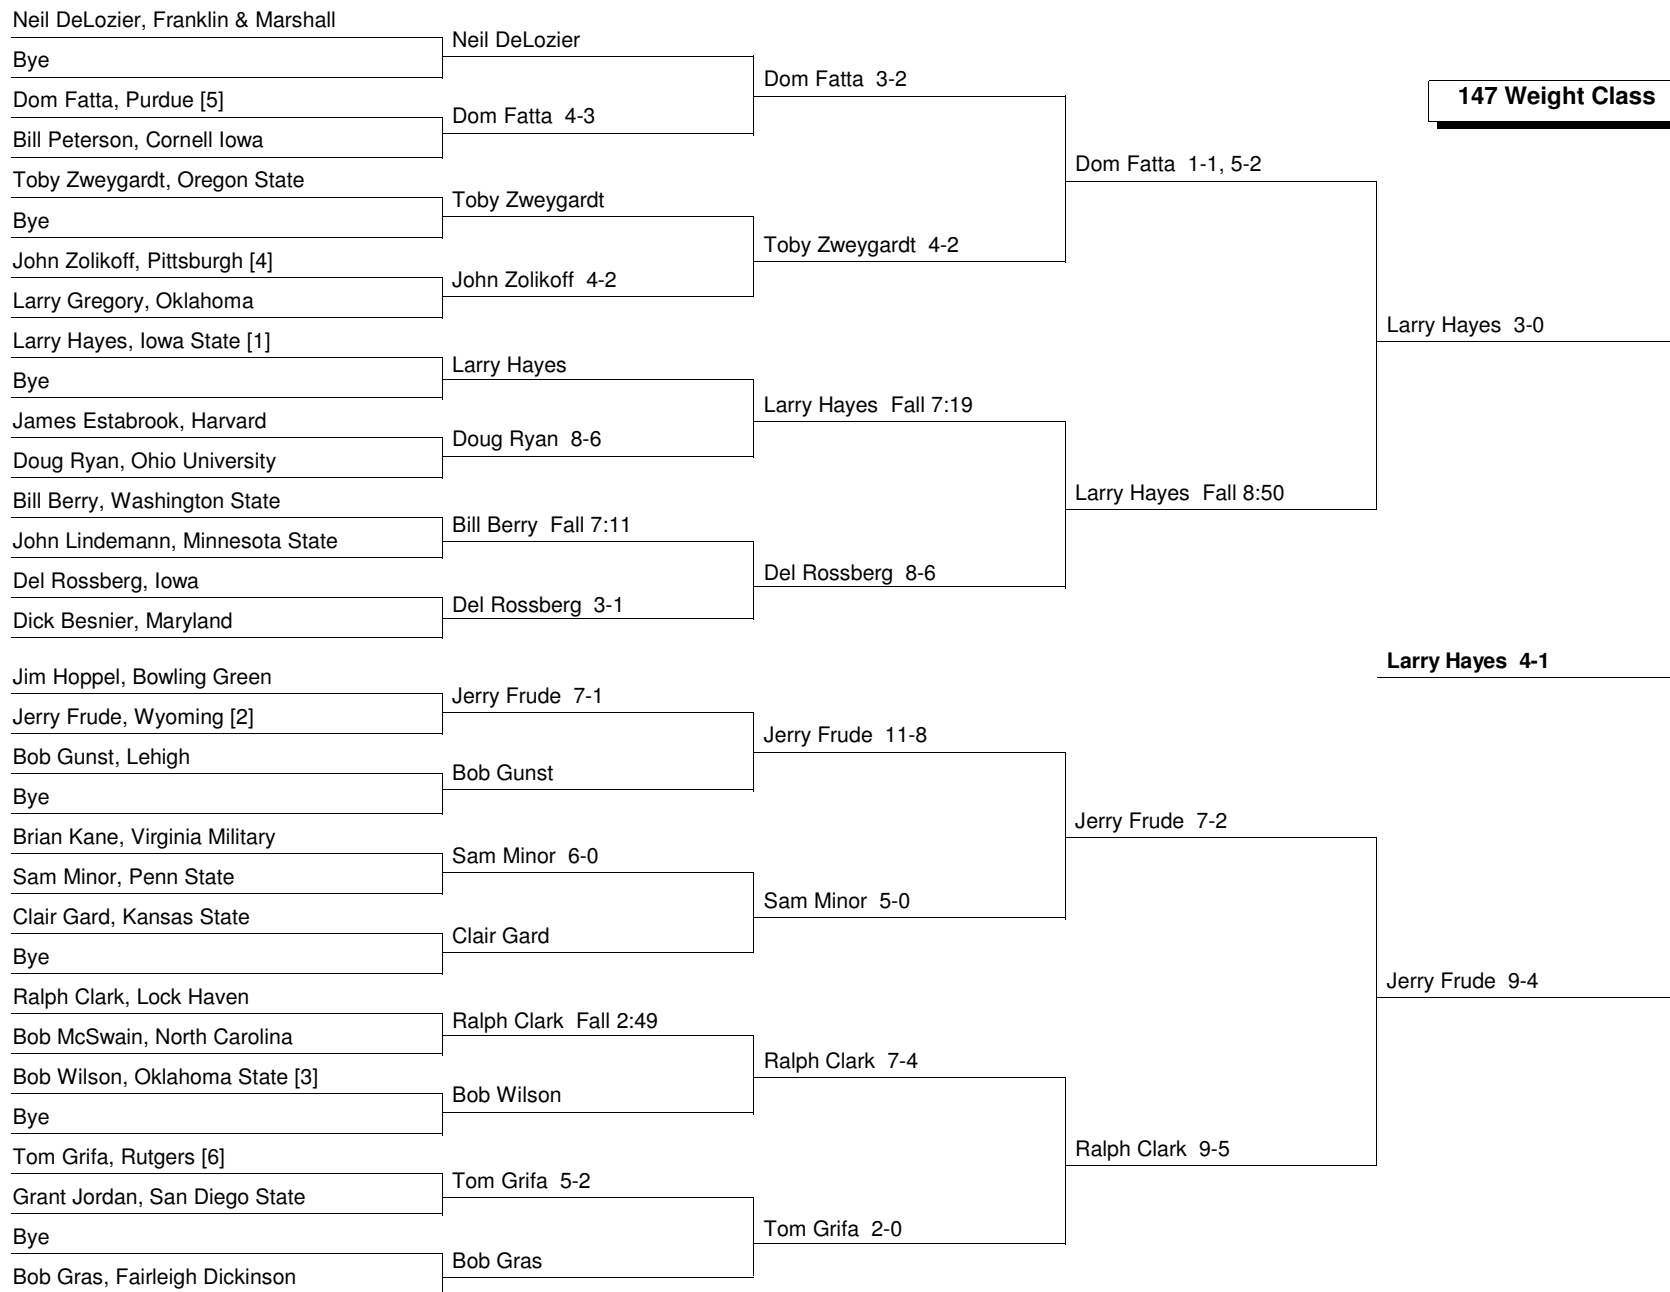 Neil DeLozier, Franklin & Marshall
Bye
Dom Fatta, Purdue [5]
Bill Peterson, Cornell Iowa
Toby Zweygardt, Oregon State
Bye
John Zolikoff, Pittsburgh [4]
Larry Gregory, Oklahoma
Larry Hayes, Iowa State [1]
Bye
James Estabrook, Harvard
Doug Ryan, Ohio University
Bill Berry, Washington State
John Lindemann, Minnesota State
Del Rossberg, Iowa
Dick Besnier, Maryland
Jim Hoppel, Bowling Green
Jerry Frude, Wyoming [2]
Bob Gunst, Lehigh
Bye
Brian Kane, Virginia Military
Sam Minor, Penn State
Clair Gard, Kansas State
Bye
Ralph Clark, Lock Haven
Bob McSwain, North Carolina
Bob Wilson, Oklahoma State [3]
Bye
Tom Grifa, Rutgers [6]
Grant Jordan, San Diego State
Bye
Bob Gras, Fairleigh Dickinson
Neil DeLozier
Dom Fatta 4-3
Toby Zweygardt
John Zolikoff 4-2
Larry Hayes
Doug Ryan 8-6
Bill Berry Fall 7:11
Del Rossberg 3-1
Jerry Frude 7-1
Bob Gunst
Sam Minor 6-0
Clair Gard
Ralph Clark Fall 2:49
Bob Wilson
Tom Grifa 5-2
Bob Gras
Dom Fatta 3-2
Toby Zweygardt 4-2
Larry Hayes Fall 7:19
Del Rossberg 8-6
Jerry Frude 11-8
Sam Minor 5-0
Ralph Clark 7-4
Tom Grifa 2-0
Dom Fatta 1-1, 5-2
Larry Hayes Fall 8:50
Jerry Frude 7-2
Ralph Clark 9-5
147 Weight Class
Larry Hayes 3-0
Larry Hayes 4-1
Jerry Frude 9-4